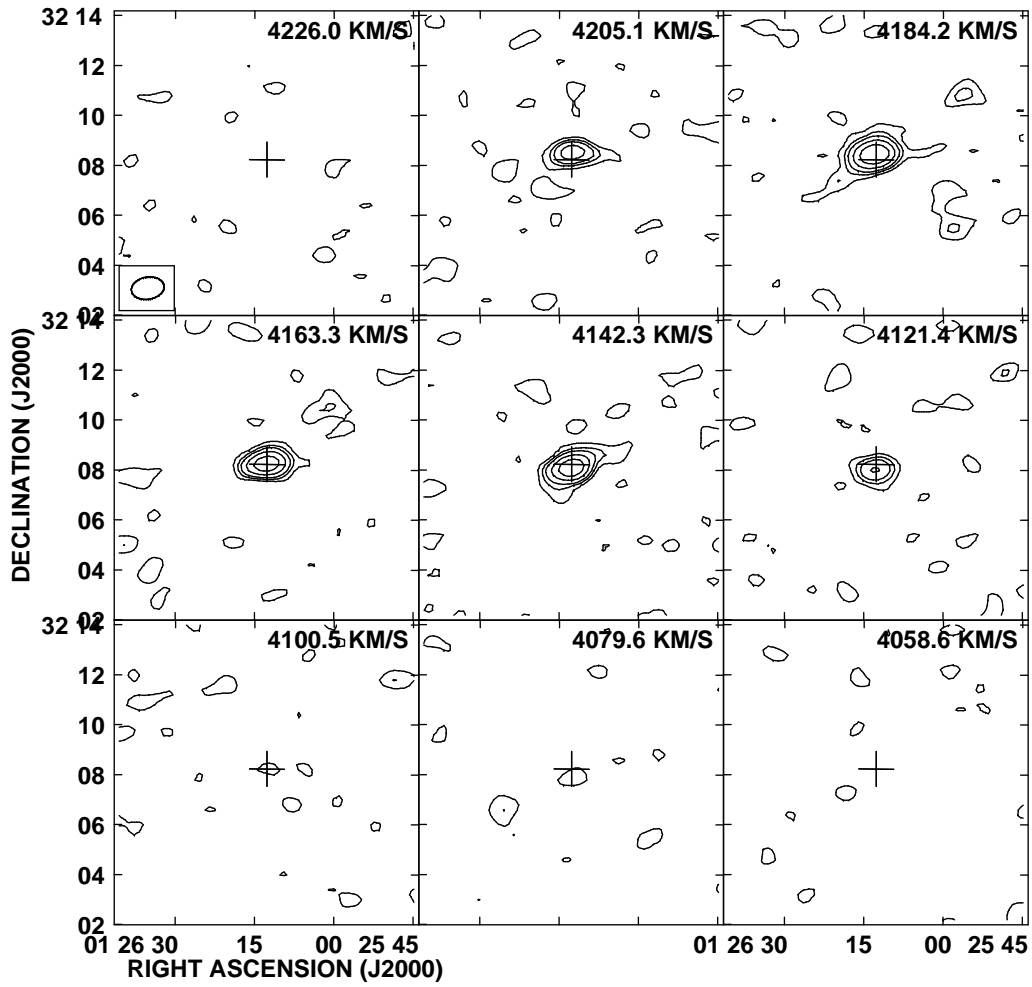 32 14
4226.0 KM/S
4205.1 KM/S
4184.2 KM/S
12
10
08
06
04
02
32 14
4163.3 KM/S
4142.3 KM/S
4121.4 KM/S
12
10
08
06
04
02
32 14
4100.5 KM/S
4079.6 KM/S
4058.6 KM/S
12
10
08
06
04
02
DECLINATION (J2000)
01 26 30 15 00 25 45
01 26 30 15 00 25 45
RIGHT ASCENSION (J2000)